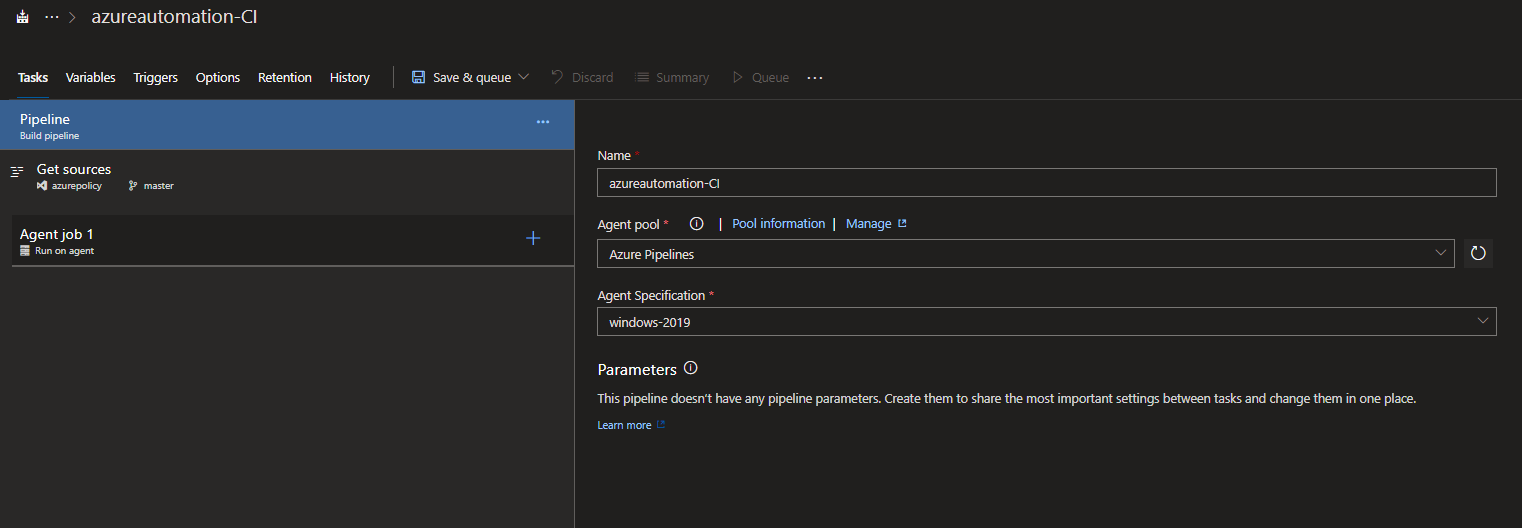 ··· > azureautomation-CI
Tasks Variables Triggers Options Retention History Save & queue Discard Summary Queue ···
Pipeline
Build pipeline
Get sources
azurepolicy master
Agent job 1
Run on agent
Name *
azureautomation-CI
Agent pool * | Pool information | Manage
Azure Pipelines
Agent Specification *
windows-2019
Parameters
This pipeline doesn't have any pipeline parameters. Create them to share the most important settings between tasks and change them in one place.
Learn more